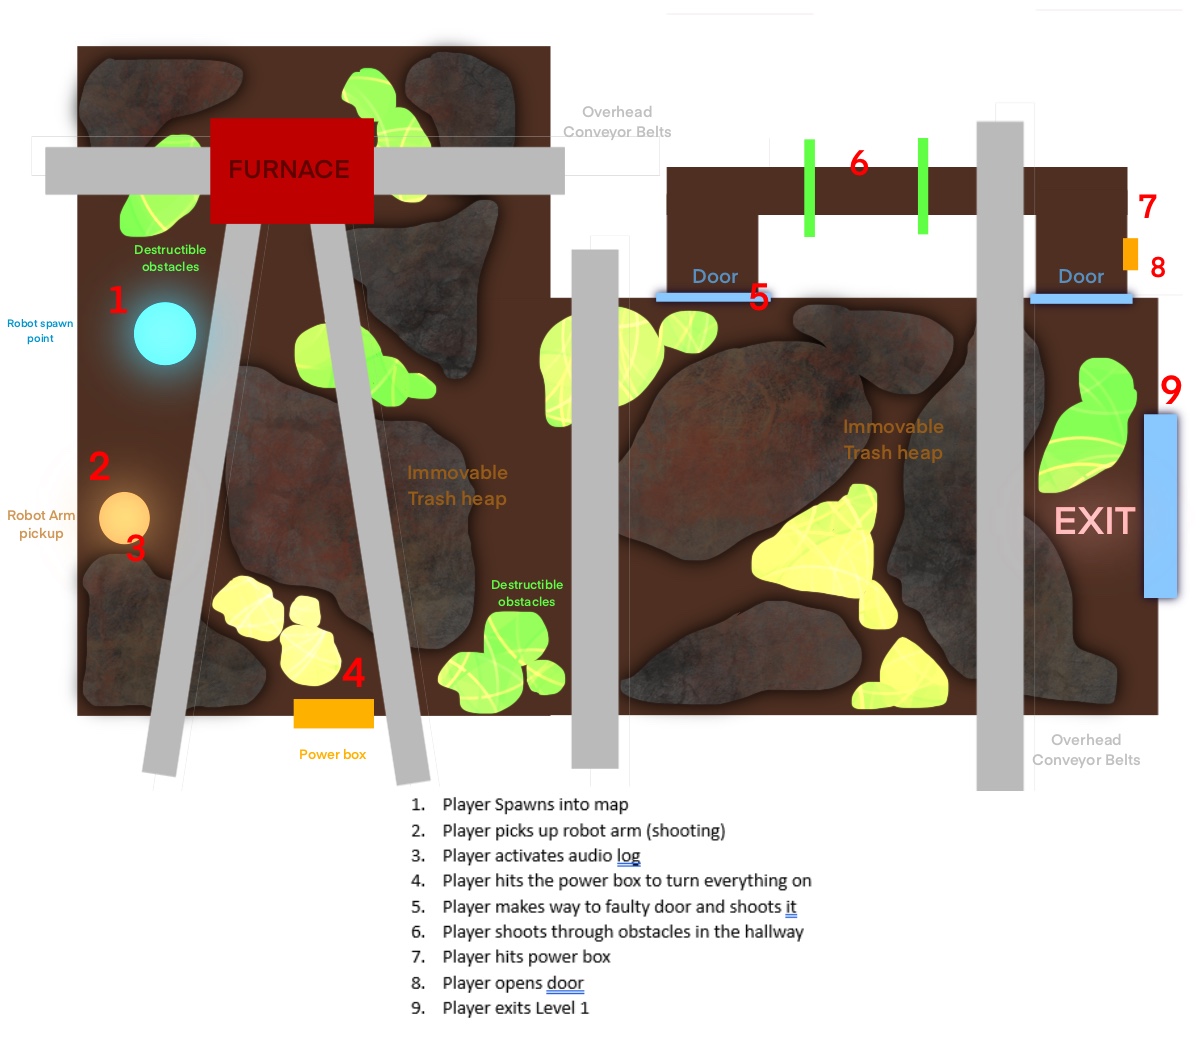 Overhead
Conveyor Belts
FURNACE
6
7
Destructible
obstacles
8
Door
5
Door
1
Robot spawn
point
9
Immovable
Trash heap
2
Immovable
Trash heap
Robot Arm
pickup
EXIT
3
Destructible
obstacles
4
Power box
Overhead
Conveyor Belts
1. Player Spawns into map
2. Player picks up robot arm (shooting)
3. Player activates audio log
4. Player hits the power box to turn everything on
5. Player makes way to faulty door and shoots it
6. Player shoots through obstacles in the hallway
7. Player hits power box
8. Player opens door
9. Player exits Level 1